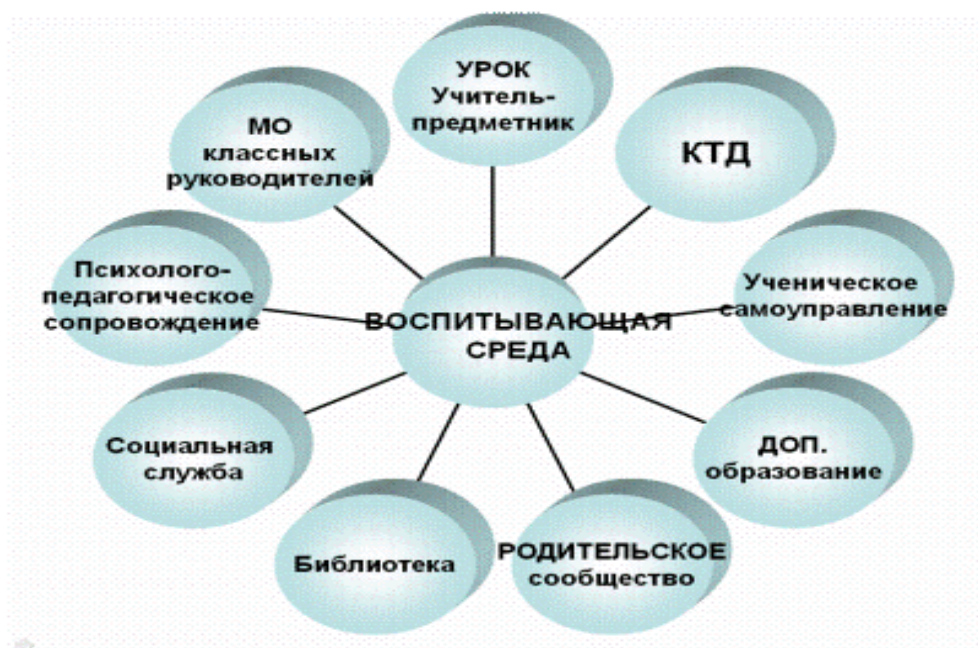 УРОК
Учитель-
предметник
МО
классных
руководителей
КТД
Психолого-
педагогическое
сопровождение
Ученическое
самоуправление
ВОСПИТЫВАЮЩАЯ
СРЕДА
Социальная
служба
ДОП.
образование
Библиотека
РОДИТЕЛЬСКОЕ
сообщество